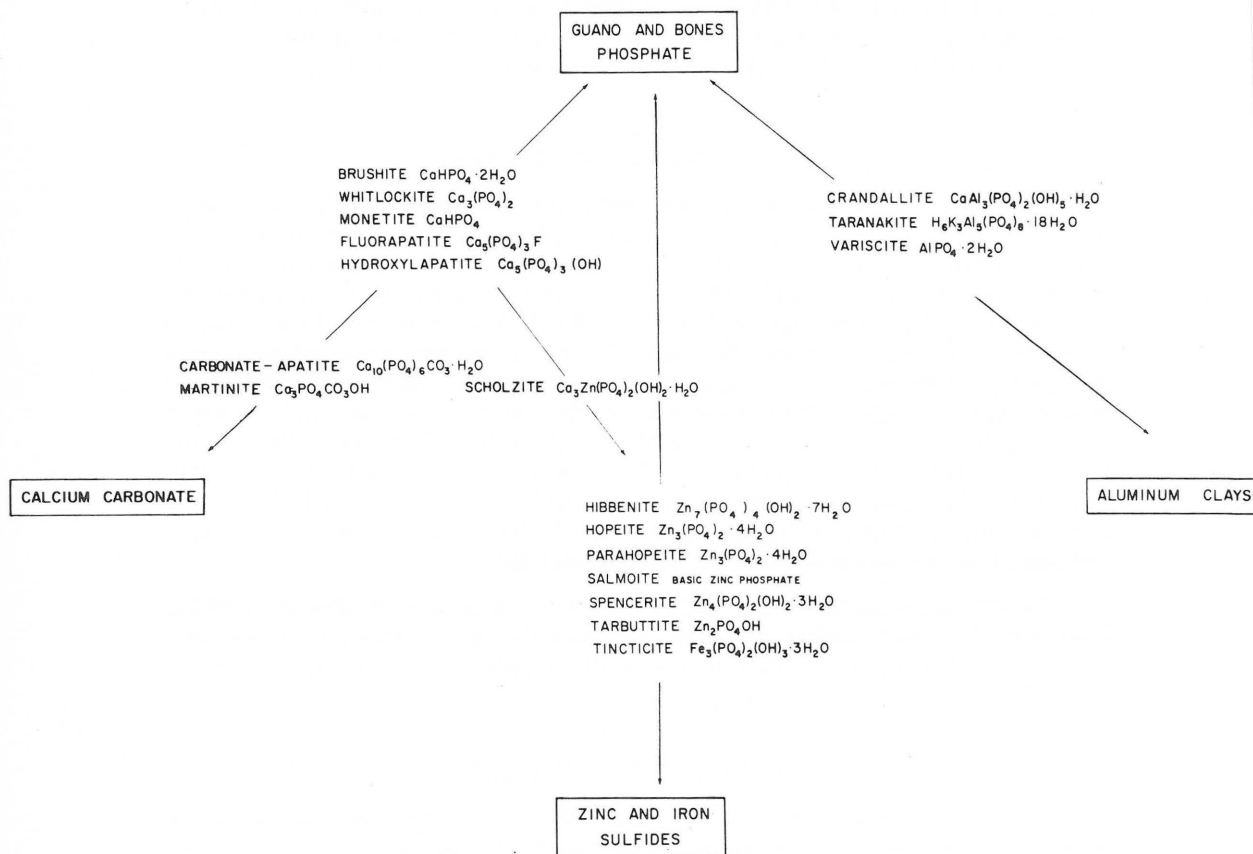 GUANO AND BONES
PHOSPHATE
BRUSHITE CaHPO₄·2H₂O
WHITLOCKITE Ca₃(PO₄)₂
MONETITE CaHPO₄
FLUORAPATITE Ca₅(PO₄)₃F
HYDROXYLAPATITE Ca₅(PO₄)₃(OH)
CRANDALLITE CaAl₃(PO₄)₂(OH)₅·H₂O
TARANAKITE H₆K₃Al₅(PO₄)₈·18H₂O
VARISCITE AlPO₄·2H₂O
CARBONATE-APATITE Ca₁₀(PO₄)₆CO₃·H₂O
MARTINITE Ca₃PO₄CO₃OH
SCHOLZITE Ca₃Zn(PO₄)₂(OH)₂·H₂O
CALCIUM CARBONATE
ALUMINUM CLAYS
HIBBENITE Zn₇(PO₄)₄(OH)₂·7H₂O
HOPEITE Zn₃(PO₄)₂·4H₂O
PARAHOPEITE Zn₃(PO₄)₂·4H₂O
SALMOITE BASIC ZINC PHOSPHATE
SPENCERITE Zn₄(PO₄)₂(OH)₂·3H₂O
TARBUTTITE Zn₂PO₄OH
TINCTICITE Fe₃(PO₄)₂(OH)₃·3H₂O
ZINC AND IRON
SULFIDES